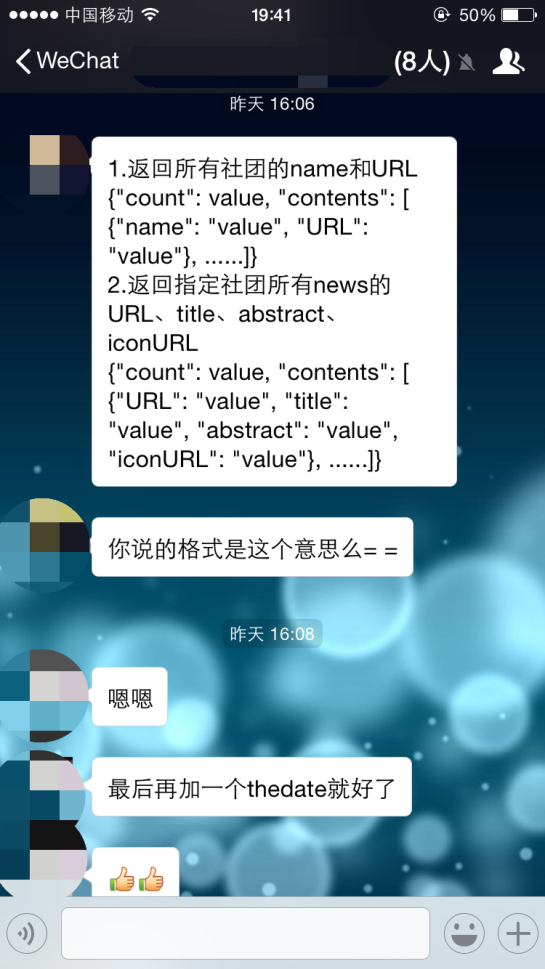 中国移动 19:41 50%
WeChat (8人)
昨天 16:06
1.返回所有社团的name和URL
{"count": value, "contents": [
{"name": "value", "URL":
"value"}, ......]}
2.返回指定社团所有news的
URL、title、abstract、
iconURL
{"count": value, "contents": [
{"URL": "value", "title":
"value", "abstract": "value",
"iconURL": "value"}, ......]}
你说的格式是这个意思么= =
昨天 16:08
嗯嗯
最后再加一个thedate就好了
👍👍